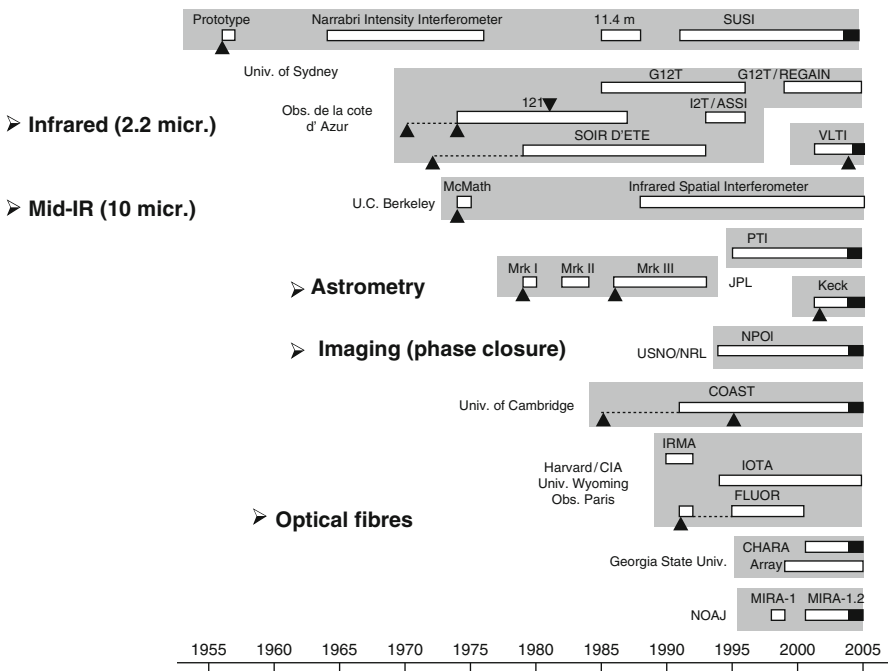 Prototype Narrabri Intensity Interferometer 11.4 m SUSI
Univ. of Sydney
G12T G12T/REGAIN
Obs. de la cote
d' Azur
121 I2T/ASSI
➢ Infrared (2.2 micr.)
SOIR D'ETE VLTI
McMath Infrared Spatial Interferometer
➢ Mid-IR (10 micr.)
U.C. Berkeley
PTI
Mrk I Mrk II Mrk III
JPL
➢ Astrometry
Keck
NPOI
➢ Imaging (phase closure)
USNO/NRL
COAST
Univ. of Cambridge
IRMA
Harvard/CIA
Univ. Wyoming
Obs. Paris
IOTA
FLUOR
➢ Optical fibres
CHARA
Array
Georgia State Univ.
MIRA-1 MIRA-1.2
NOAJ
1955 1960 1965 1970 1975 1980 1985 1990 1995 2000 2005